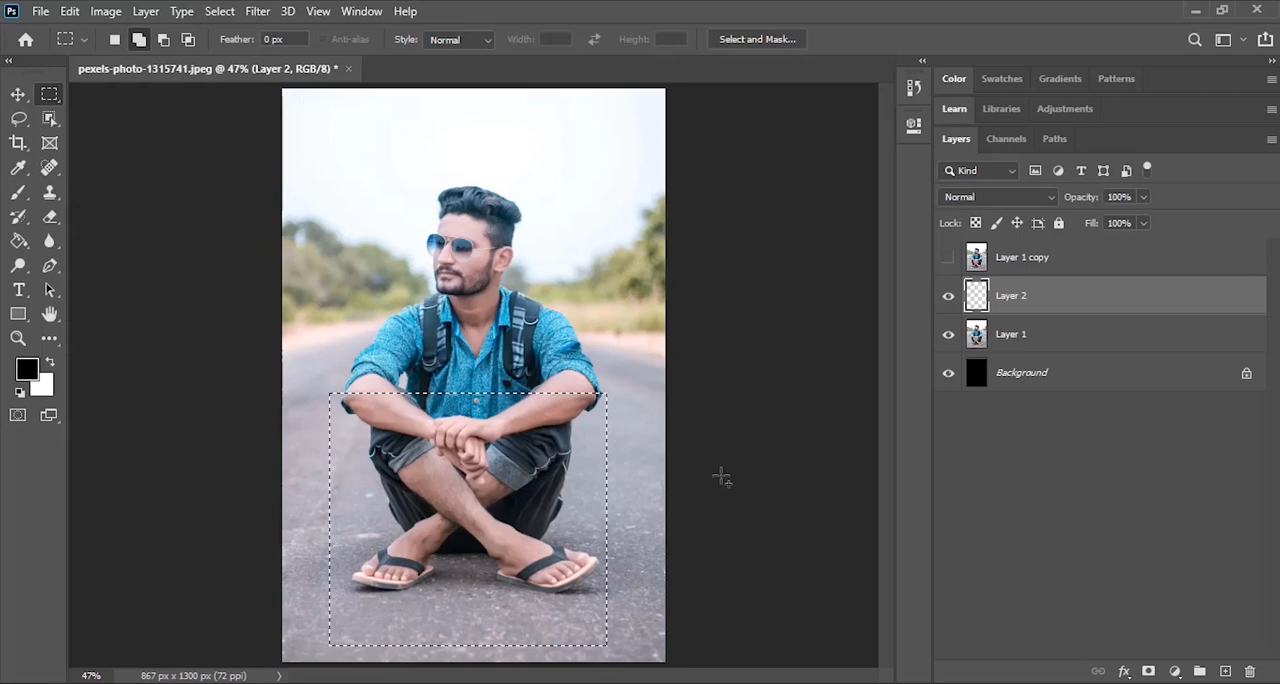 Ps File Edit Image Layer Type Select Filter 3D View Window Help
Feather: 0 px Anti-alias Style: Normal Width: Height: Select and Mask...
pexels-photo-1315741.jpeg @ 47% (Layer 2, RGB/8) *
Color Swatches Gradients Patterns
Learn Libraries Adjustments
Layers Channels Paths
Kind
Normal Opacity: 100%
Lock: Fill: 100%
Layer 1 copy
Layer 2
Layer 1
Background
47% 867 px x 1300 px (72 ppi)